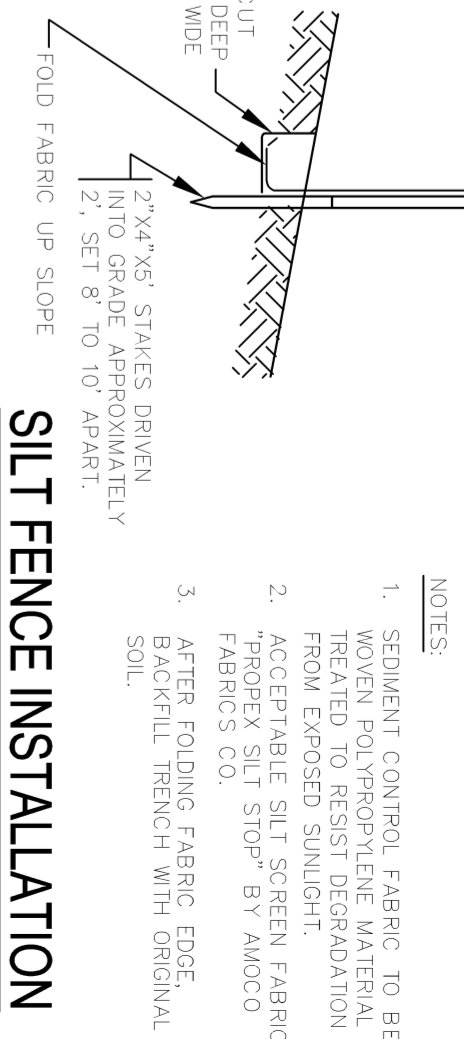 CUT
DEEP
WIDE
FOLD FABRIC UP SLOPE
2"X4"X5' STAKES DRIVEN
INTO GRADE APPROXIMATELY
2', SET 8' TO 10' APART.
SILT FENCE INSTALLATION
NOTES:
1. SEDIMENT CONTROL FABRIC TO BE
WOVEN POLYPROPYLENE MATERIAL
TREATED TO RESIST DEGRADATION
FROM EXPOSED SUNLIGHT.
2. ACCEPTABLE SILT SCREEN FABRIC
"PROPEX SILT STOP" BY AMOCO
FABRICS CO.
3. AFTER FOLDING FABRIC EDGE,
BACKFILL TRENCH WITH ORIGINAL
SOIL.